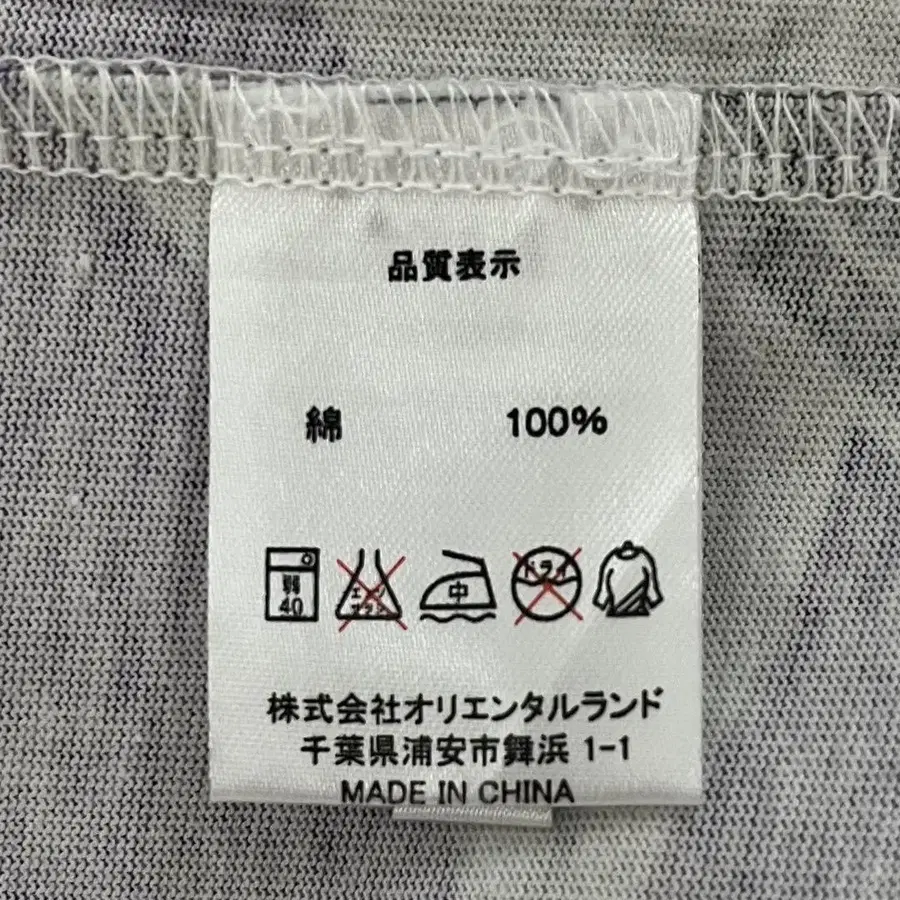 品質表示
綿 100%
弱 40 エンソ サラシ 中 ドライ
株式会社オリエンタルランド
千葉県浦安市舞浜 1-1
MADE IN CHINA